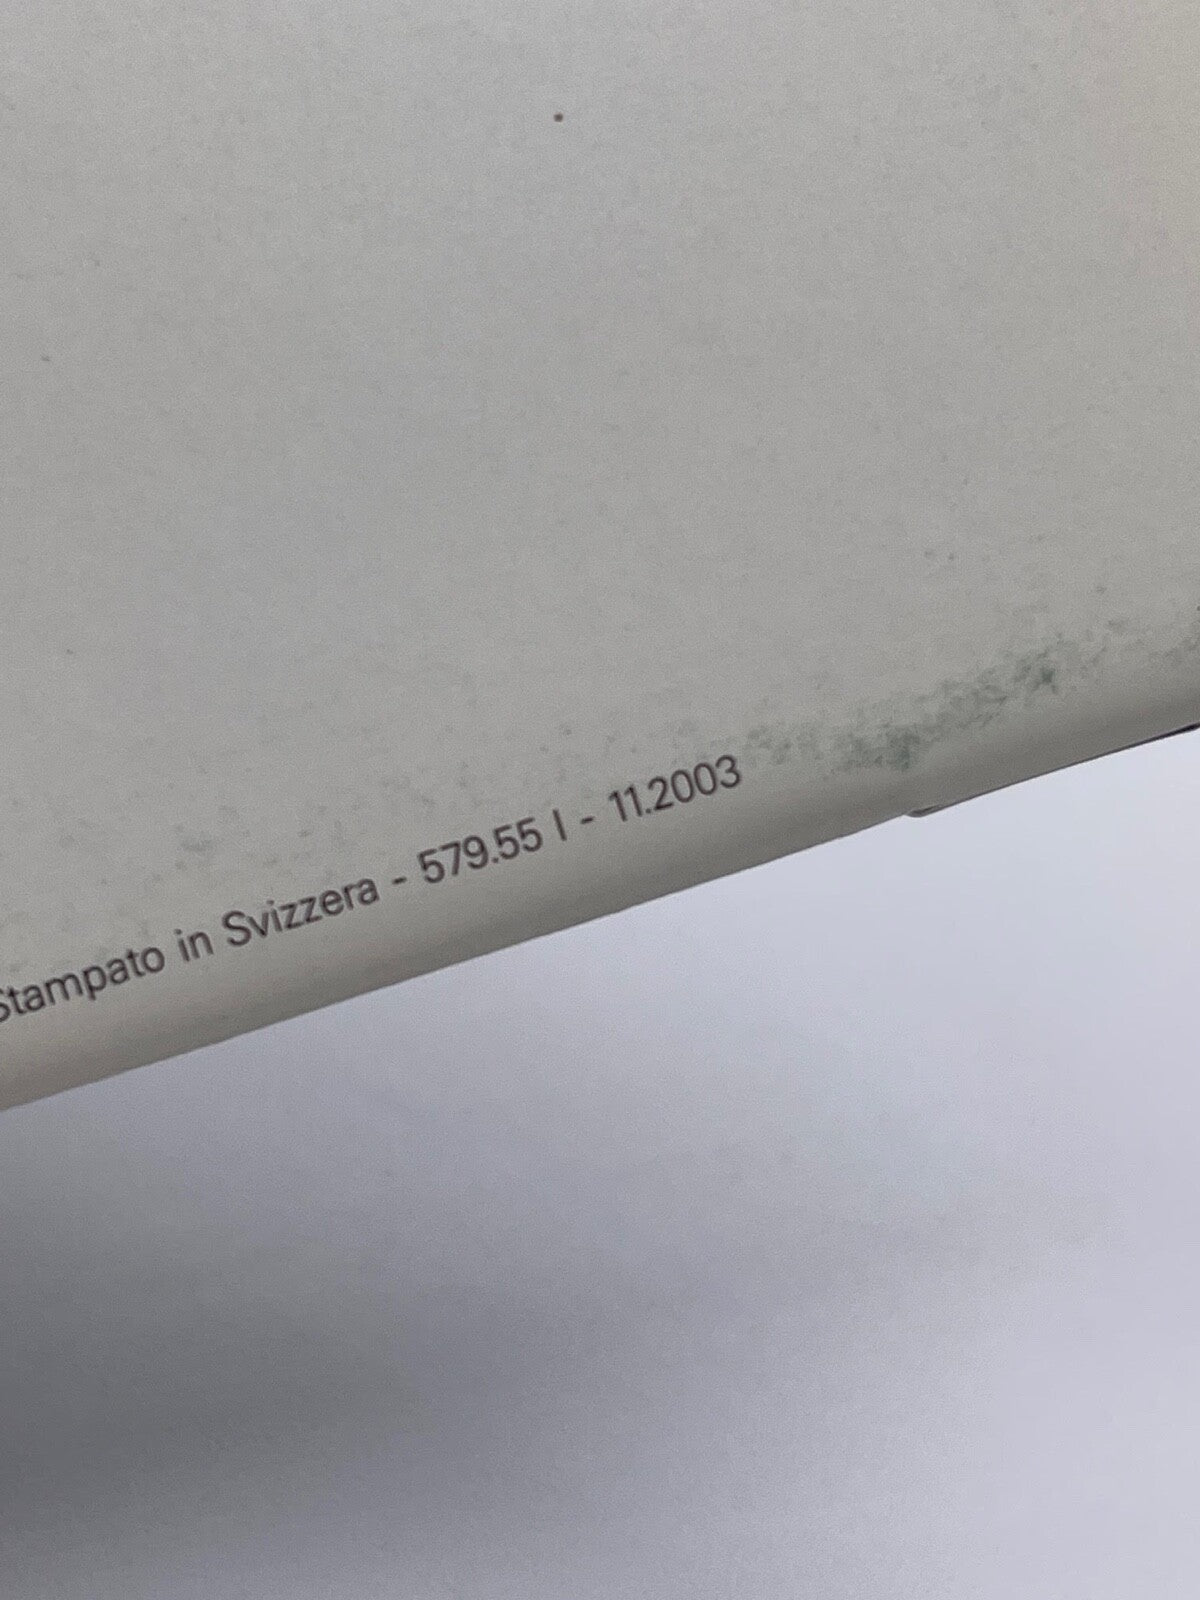 Stampato in Svizzera - 579.55 I - 11.2003